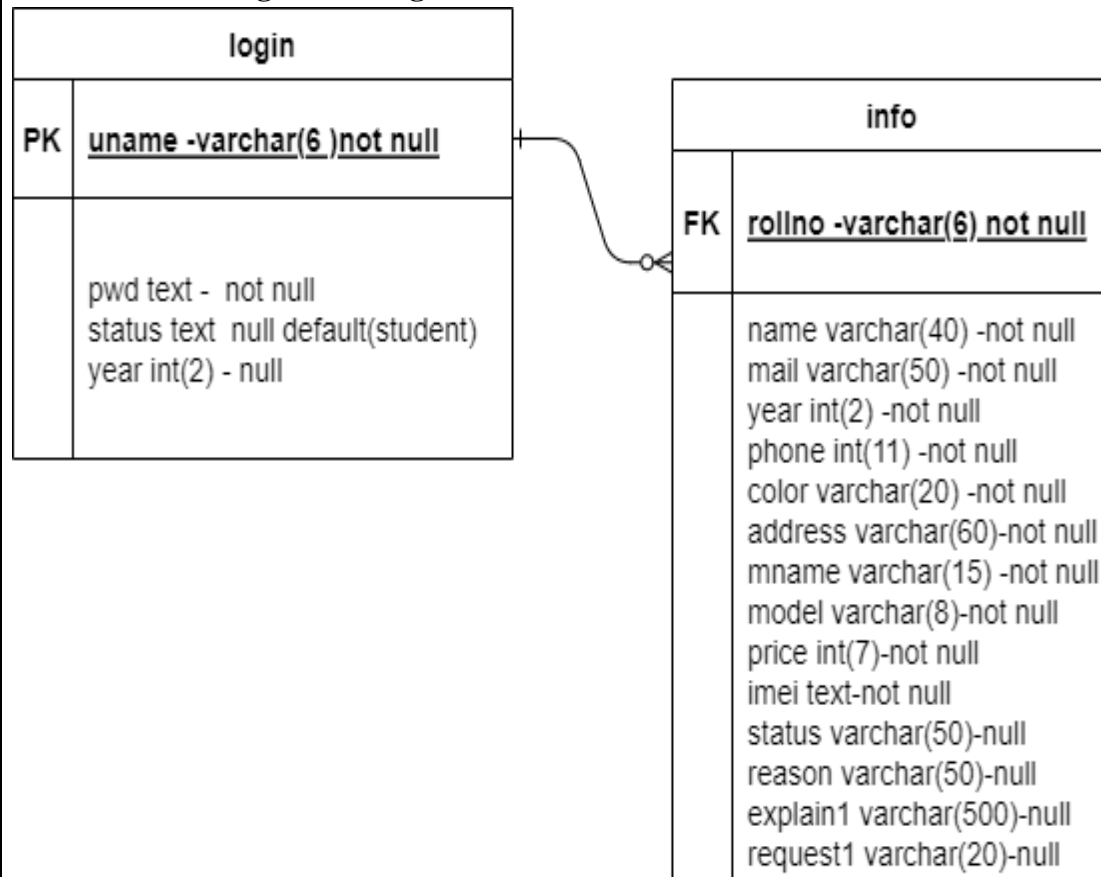 login
PK
uname -varchar(6 )not null
pwd text - not null
status text null default(student)
year int(2) - null
info
FK
rollno -varchar(6) not null
name varchar(40) -not null
mail varchar(50) -not null
year int(2) -not null
phone int(11) -not null
color varchar(20) -not null
address varchar(60)-not null
mname varchar(15) -not null
model varchar(8)-not null
price int(7)-not null
imei text-not null
status varchar(50)-null
reason varchar(50)-null
explain1 varchar(500)-null
request1 varchar(20)-null